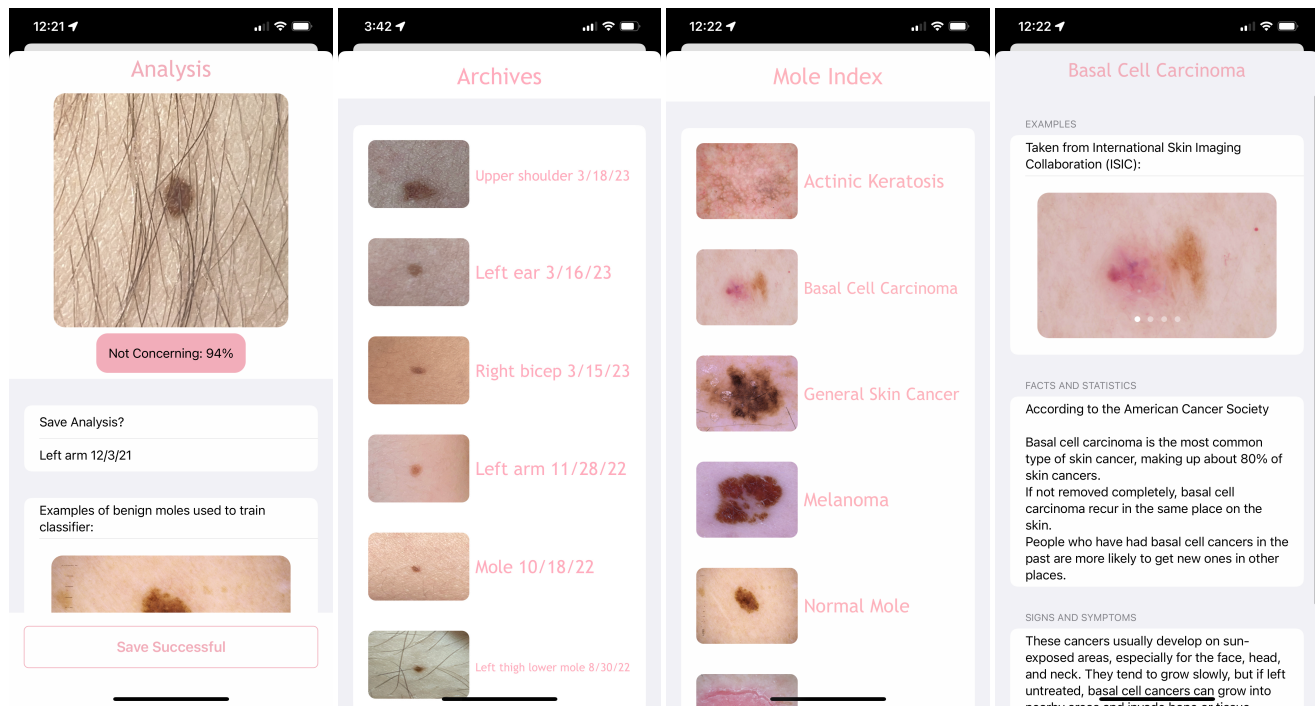 12:21
Analysis
Not Concerning: 94%
Save Analysis?
Left arm 12/3/21
Examples of benign moles used to train
classifier:
Save Successful
3:42
Archives
Upper shoulder 3/18/23
Left ear 3/16/23
Right bicep 3/15/23
Left arm 11/28/22
Mole 10/18/22
Left thigh lower mole 8/30/22
12:22
Mole Index
Actinic Keratosis
Basal Cell Carcinoma
General Skin Cancer
Melanoma
Normal Mole
12:22
Basal Cell Carcinoma
EXAMPLES
Taken from International Skin Imaging
Collaboration (ISIC):
FACTS AND STATISTICS
According to the American Cancer Society
Basal cell carcinoma is the most common
type of skin cancer, making up about 80% of
skin cancers.
If not removed completely, basal cell
carcinoma recur in the same place on the
skin.
People who have had basal cell cancers in the
past are more likely to get new ones in other
places.
SIGNS AND SYMPTOMS
These cancers usually develop on sun-
exposed areas, especially for the face, head,
and neck. They tend to grow slowly, but if left
untreated, basal cell cancers can grow into
nearby areas and invade bone or tissue